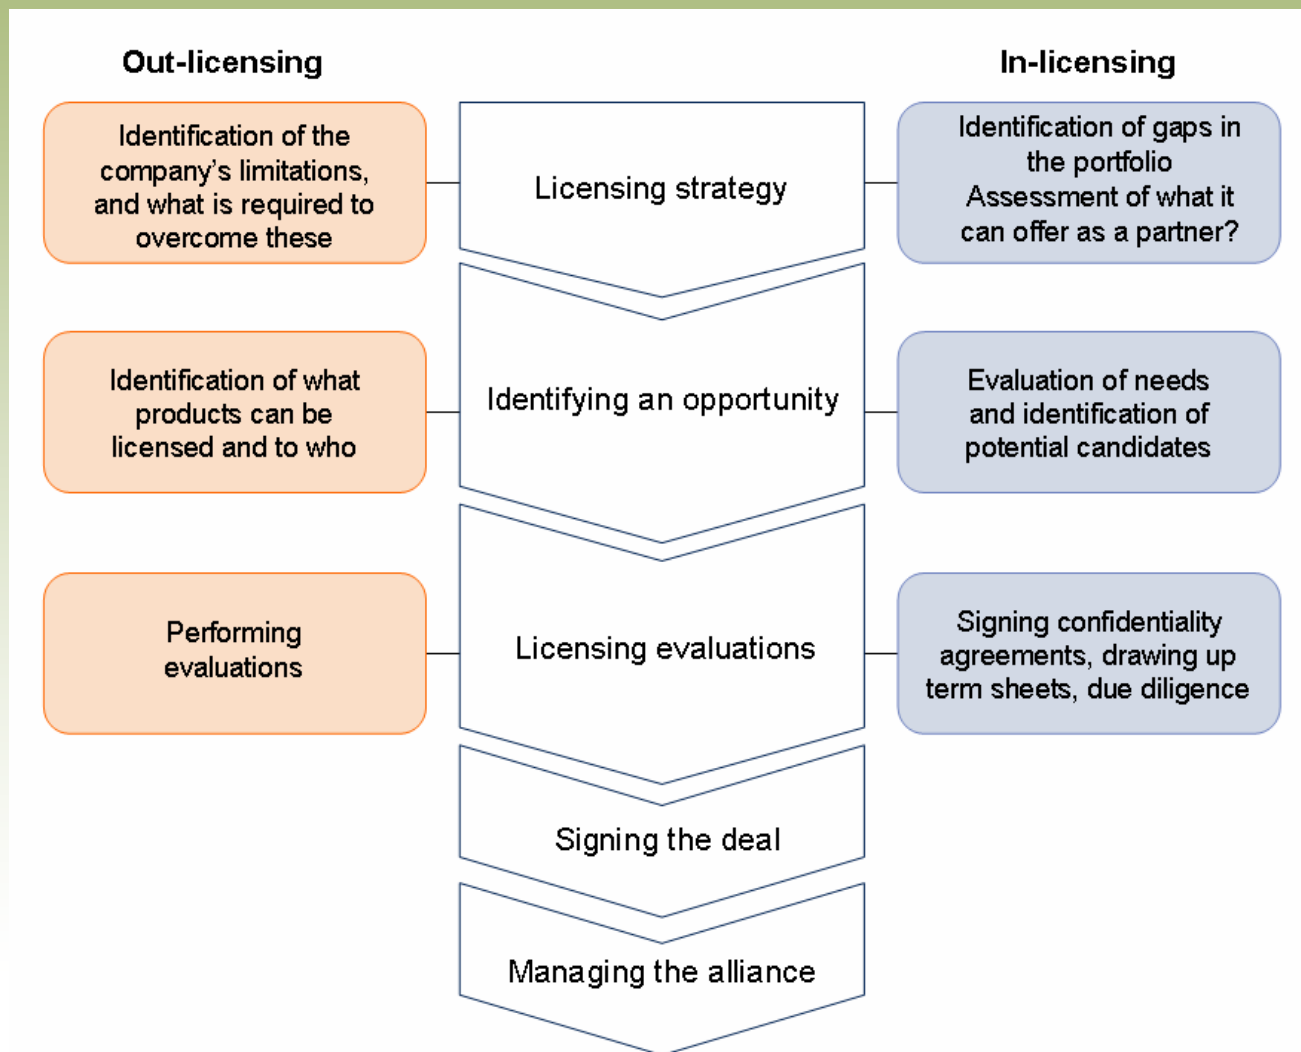 Out-licensing
In-licensing
Identification of the
company's limitations,
and what is required to
overcome these
Licensing strategy
Identification of gaps in
the portfolio
Assessment of what it
can offer as a partner?
Identification of what
products can be
licensed and to who
Identifying an opportunity
Evaluation of needs
and identification of
potential candidates
Performing
evaluations
Licensing evaluations
Signing confidentiality
agreements, drawing up
term sheets, due diligence
Signing the deal
Managing the alliance